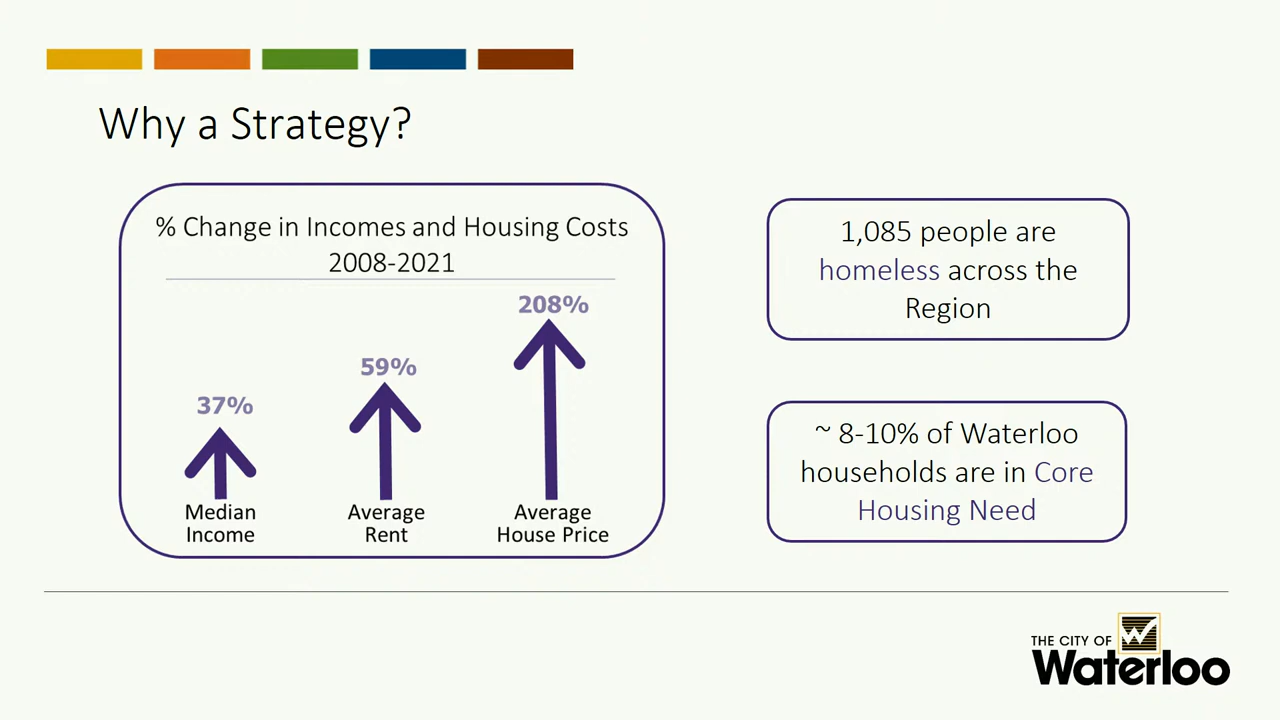 Why a Strategy?
% Change in Incomes and Housing Costs
2008-2021
37%
59%
208%
Median
Income
Average
Rent
Average
House Price
1,085 people are
homeless across the
Region
~ 8-10% of Waterloo
households are in Core
Housing Need
THE CITY OF
W
Waterloo